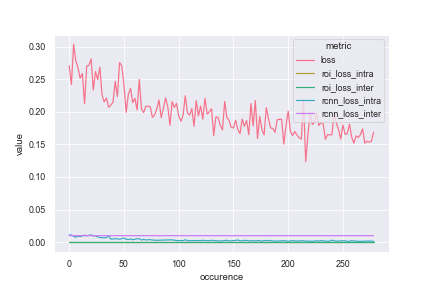 metric
loss
roi_loss_intra
roi_loss_inter
rcnn_loss_intra
rcnn_loss_inter
0.30
0.25
0.20
0.15
0.10
0.05
0.00
value
0
50
100
150
200
250
occurence